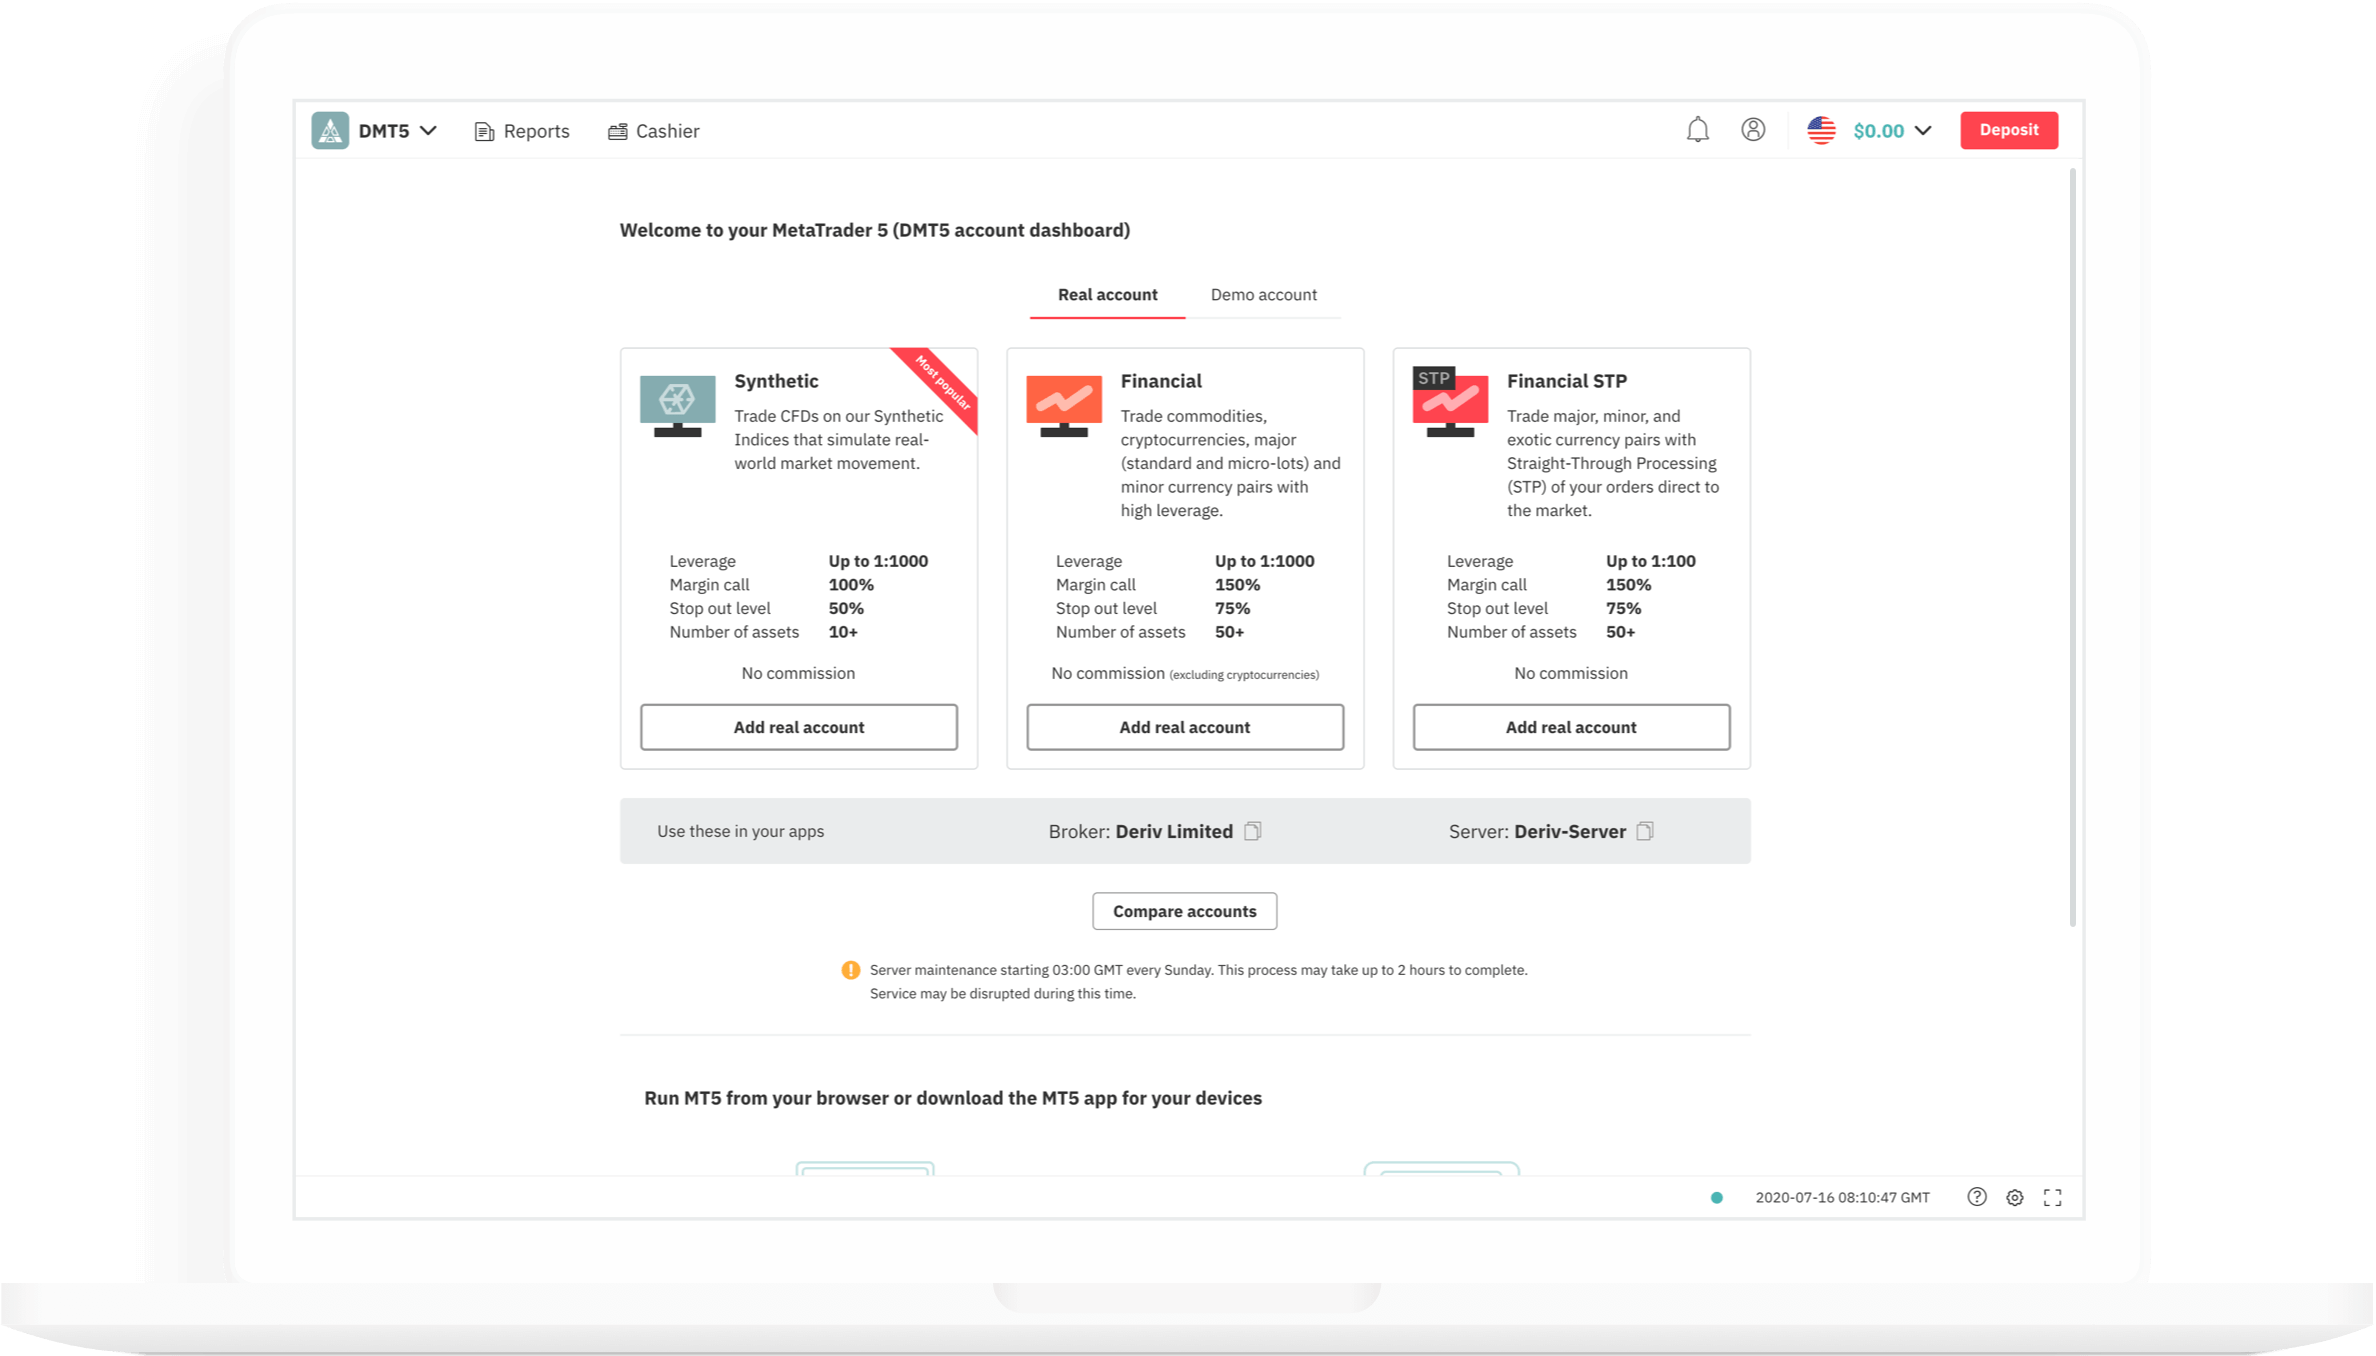 DMT5 Reports Cashier $0.00 Deposit
Welcome to your MetaTrader 5 (DMT5 account dashboard)
Real account Demo account
Most popular
Synthetic
Trade CFDs on our Synthetic
Indices that simulate real-
world market movement.
Leverage Up to 1:1000
Margin call 100%
Stop out level 50%
Number of assets 10+
No commission
Add real account
Financial
Trade commodities,
cryptocurrencies, major
(standard and micro-lots) and
minor currency pairs with
high leverage.
Leverage Up to 1:1000
Margin call 150%
Stop out level 75%
Number of assets 50+
No commission (excluding cryptocurrencies)
Add real account
STP
Financial STP
Trade major, minor, and
exotic currency pairs with
Straight-Through Processing
(STP) of your orders direct to
the market.
Leverage Up to 1:100
Margin call 150%
Stop out level 75%
Number of assets 50+
No commission
Add real account
Use these in your apps Broker: Deriv Limited Server: Deriv-Server
Compare accounts
Server maintenance starting 03:00 GMT every Sunday. This process may take up to 2 hours to complete.
Service may be disrupted during this time.
Run MT5 from your browser or download the MT5 app for your devices
2020-07-16 08:10:47 GMT